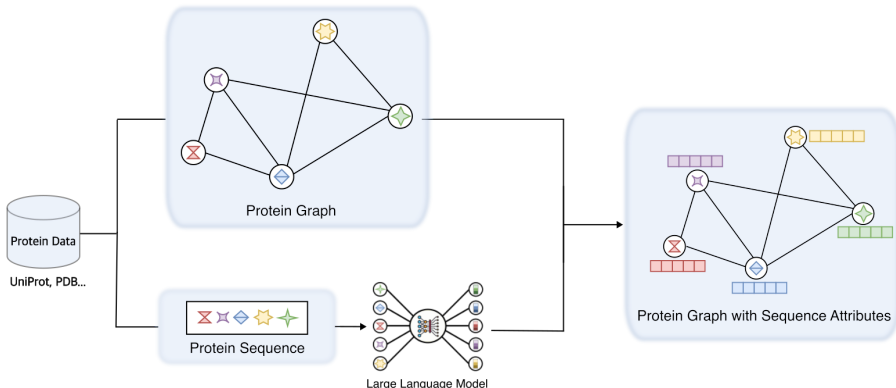 Protein Graph
Protein Data
UniProt, PDB...
Protein Sequence
Large Language Model
Protein Graph with Sequence Attributes